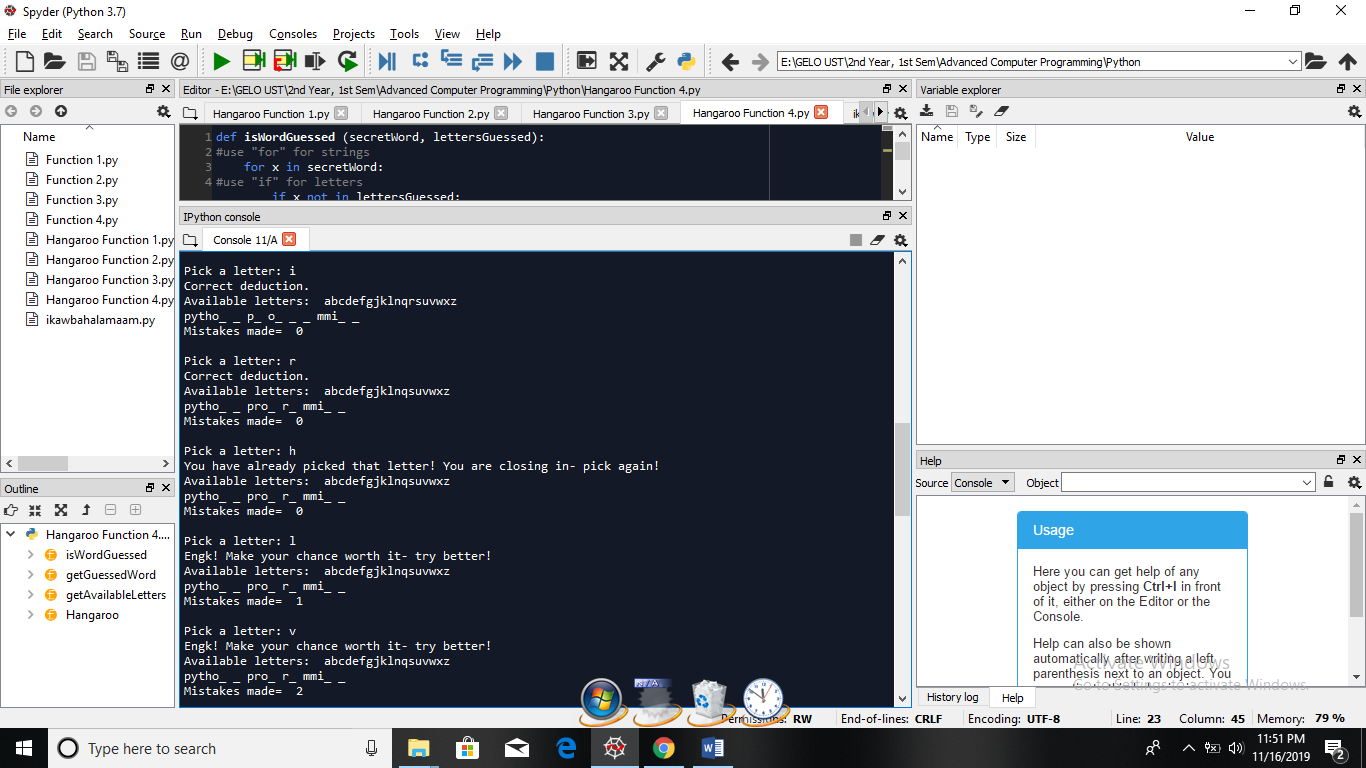 Spyder (Python 3.7)
File Edit Search Source Run Debug Consoles Projects Tools View Help
E:\GELO UST\2nd Year, 1st Sem\Advanced Computer Programming\Python
File explorer
Name
Function 1.py
Function 2.py
Function 3.py
Function 4.py
Hangaroo Function 1.py
Hangaroo Function 2.py
Hangaroo Function 3.py
Hangaroo Function 4.py
ikawbahalamaam.py
Outline
Hangaroo Function 4....
isWordGuessed
getGuessedWord
getAvailableLetters
Hangaroo
Editor - E:\GELO UST\2nd Year, 1st Sem\Advanced Computer Programming\Python\Hangaroo Function 4.py
Hangaroo Function 1.py Hangaroo Function 2.py Hangaroo Function 3.py Hangaroo Function 4.py
1 def isWordGuessed (secretWord, lettersGuessed):
2 #use "for" for strings
3 for x in secretWord:
4 #use "if" for letters
if x not in lettersGuessed:
IPython console
Console 11/A
Pick a letter: i
Correct deduction.
Available letters:  abcdefgjklnqrsuvwxz
pytho_ _ p_ o_ _ _ mmi_ _
Mistakes made=  0
Pick a letter: r
Correct deduction.
Available letters:  abcdefgjklnqsuvwxz
pytho_ _ pro_ r_ mmi_ _
Mistakes made=  0
Pick a letter: h
You have already picked that letter! You are closing in- pick again!
Available letters:  abcdefgjklnqsuvwxz
pytho_ _ pro_ r_ mmi_ _
Mistakes made=  0
Pick a letter: l
Engk! Make your chance worth it- try better!
Available letters:  abcdefgjklnqsuvwxz
pytho_ _ pro_ r_ mmi_ _
Mistakes made=  1
Pick a letter: v
Engk! Make your chance worth it- try better!
Available letters:  abcdefgjklnqsuvwxz
pytho_ _ pro_ r_ mmi_ _
Mistakes made=  2
Variable explorer
Name Type Size Value
Help
Source Console Object
Usage
Here you can get help of any
object by pressing Ctrl+I in front
of it, either on the Editor or the
Console.
Help can also be shown
automatically after writing a left
parenthesis next to an object. You
Activate Windows
Go to Settings to activate Windows.
History log Help
N/A
Permissions: RW End-of-lines: CRLF Encoding: UTF-8 Line: 23 Column: 45 Memory: 79 %
Type here to search
11:51 PM
11/16/2019
2